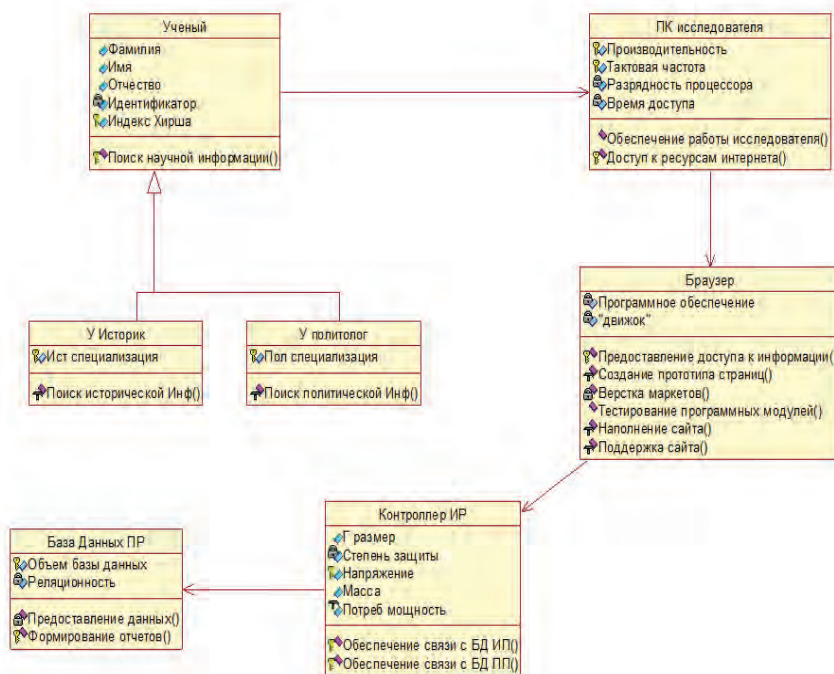 Ученый
Фамилия
Имя
Отчество
Идентификатор
Индекс Хирша
Поиск научной информации()
ПК исследователя
Производительность
Тактовая частота
Разрядность процессора
Время доступа
Обеспечение работы исследователя()
Доступ к ресурсам интернета()
У Историк
Ист специализация
Поиск исторической Инф()
У политолог
Пол специализация
Поиск политической Инф()
Браузер
Программное обеспечение
"движок"
Предоставление доступа к информации()
Создание прототипа страниц()
Верстка маркетов()
Тестирование программных модулей()
Наполнение сайта()
Поддержка сайта()
База Данных ПР
Объем базы данных
Реляционность
Предоставление данных()
Формирование отчетов()
Контроллер ИР
Г размер
Степень защиты
Напряжение
Масса
Потреб мощность
Обеспечение связи с БД ИП()
Обеспечение связи с БД ПП()